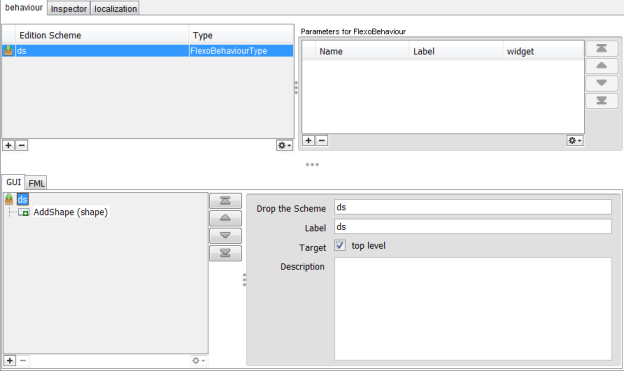 behaviour Inspector localization
Parameters for FlexoBehaviour
Edition Scheme Type
ds FlexoBehaviourType
Name Label widget
GUI FML
ds
AddShape (shape)
Drop the Scheme ds
Label ds
Target top level
Description